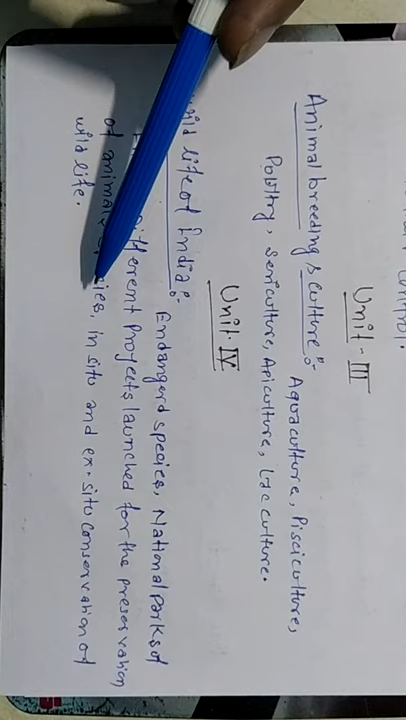 Control.
Unit - III
Animal breeding & culture :- Aquaculture, Pisciculture,
Poultry, Sericulture, Apiculture, Lac culture.
Unit - IV
life of India :- Endangerd species, National Parks of
different Projects launched for the preservation
of animal in situ and ex. situ conservation of
wild life.